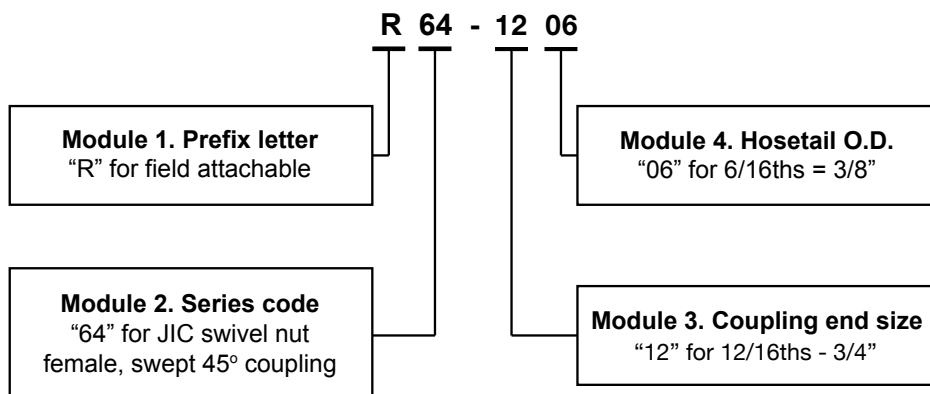 R 64 - 12 06
Module 1. Prefix letter
“R” for field attachable
Module 4. Hosetail O.D.
“06” for 6/16ths = 3/8”
Module 2. Series code
“64” for JIC swivel nut
female, swept 45º coupling
Module 3. Coupling end size
“12” for 12/16ths - 3/4”